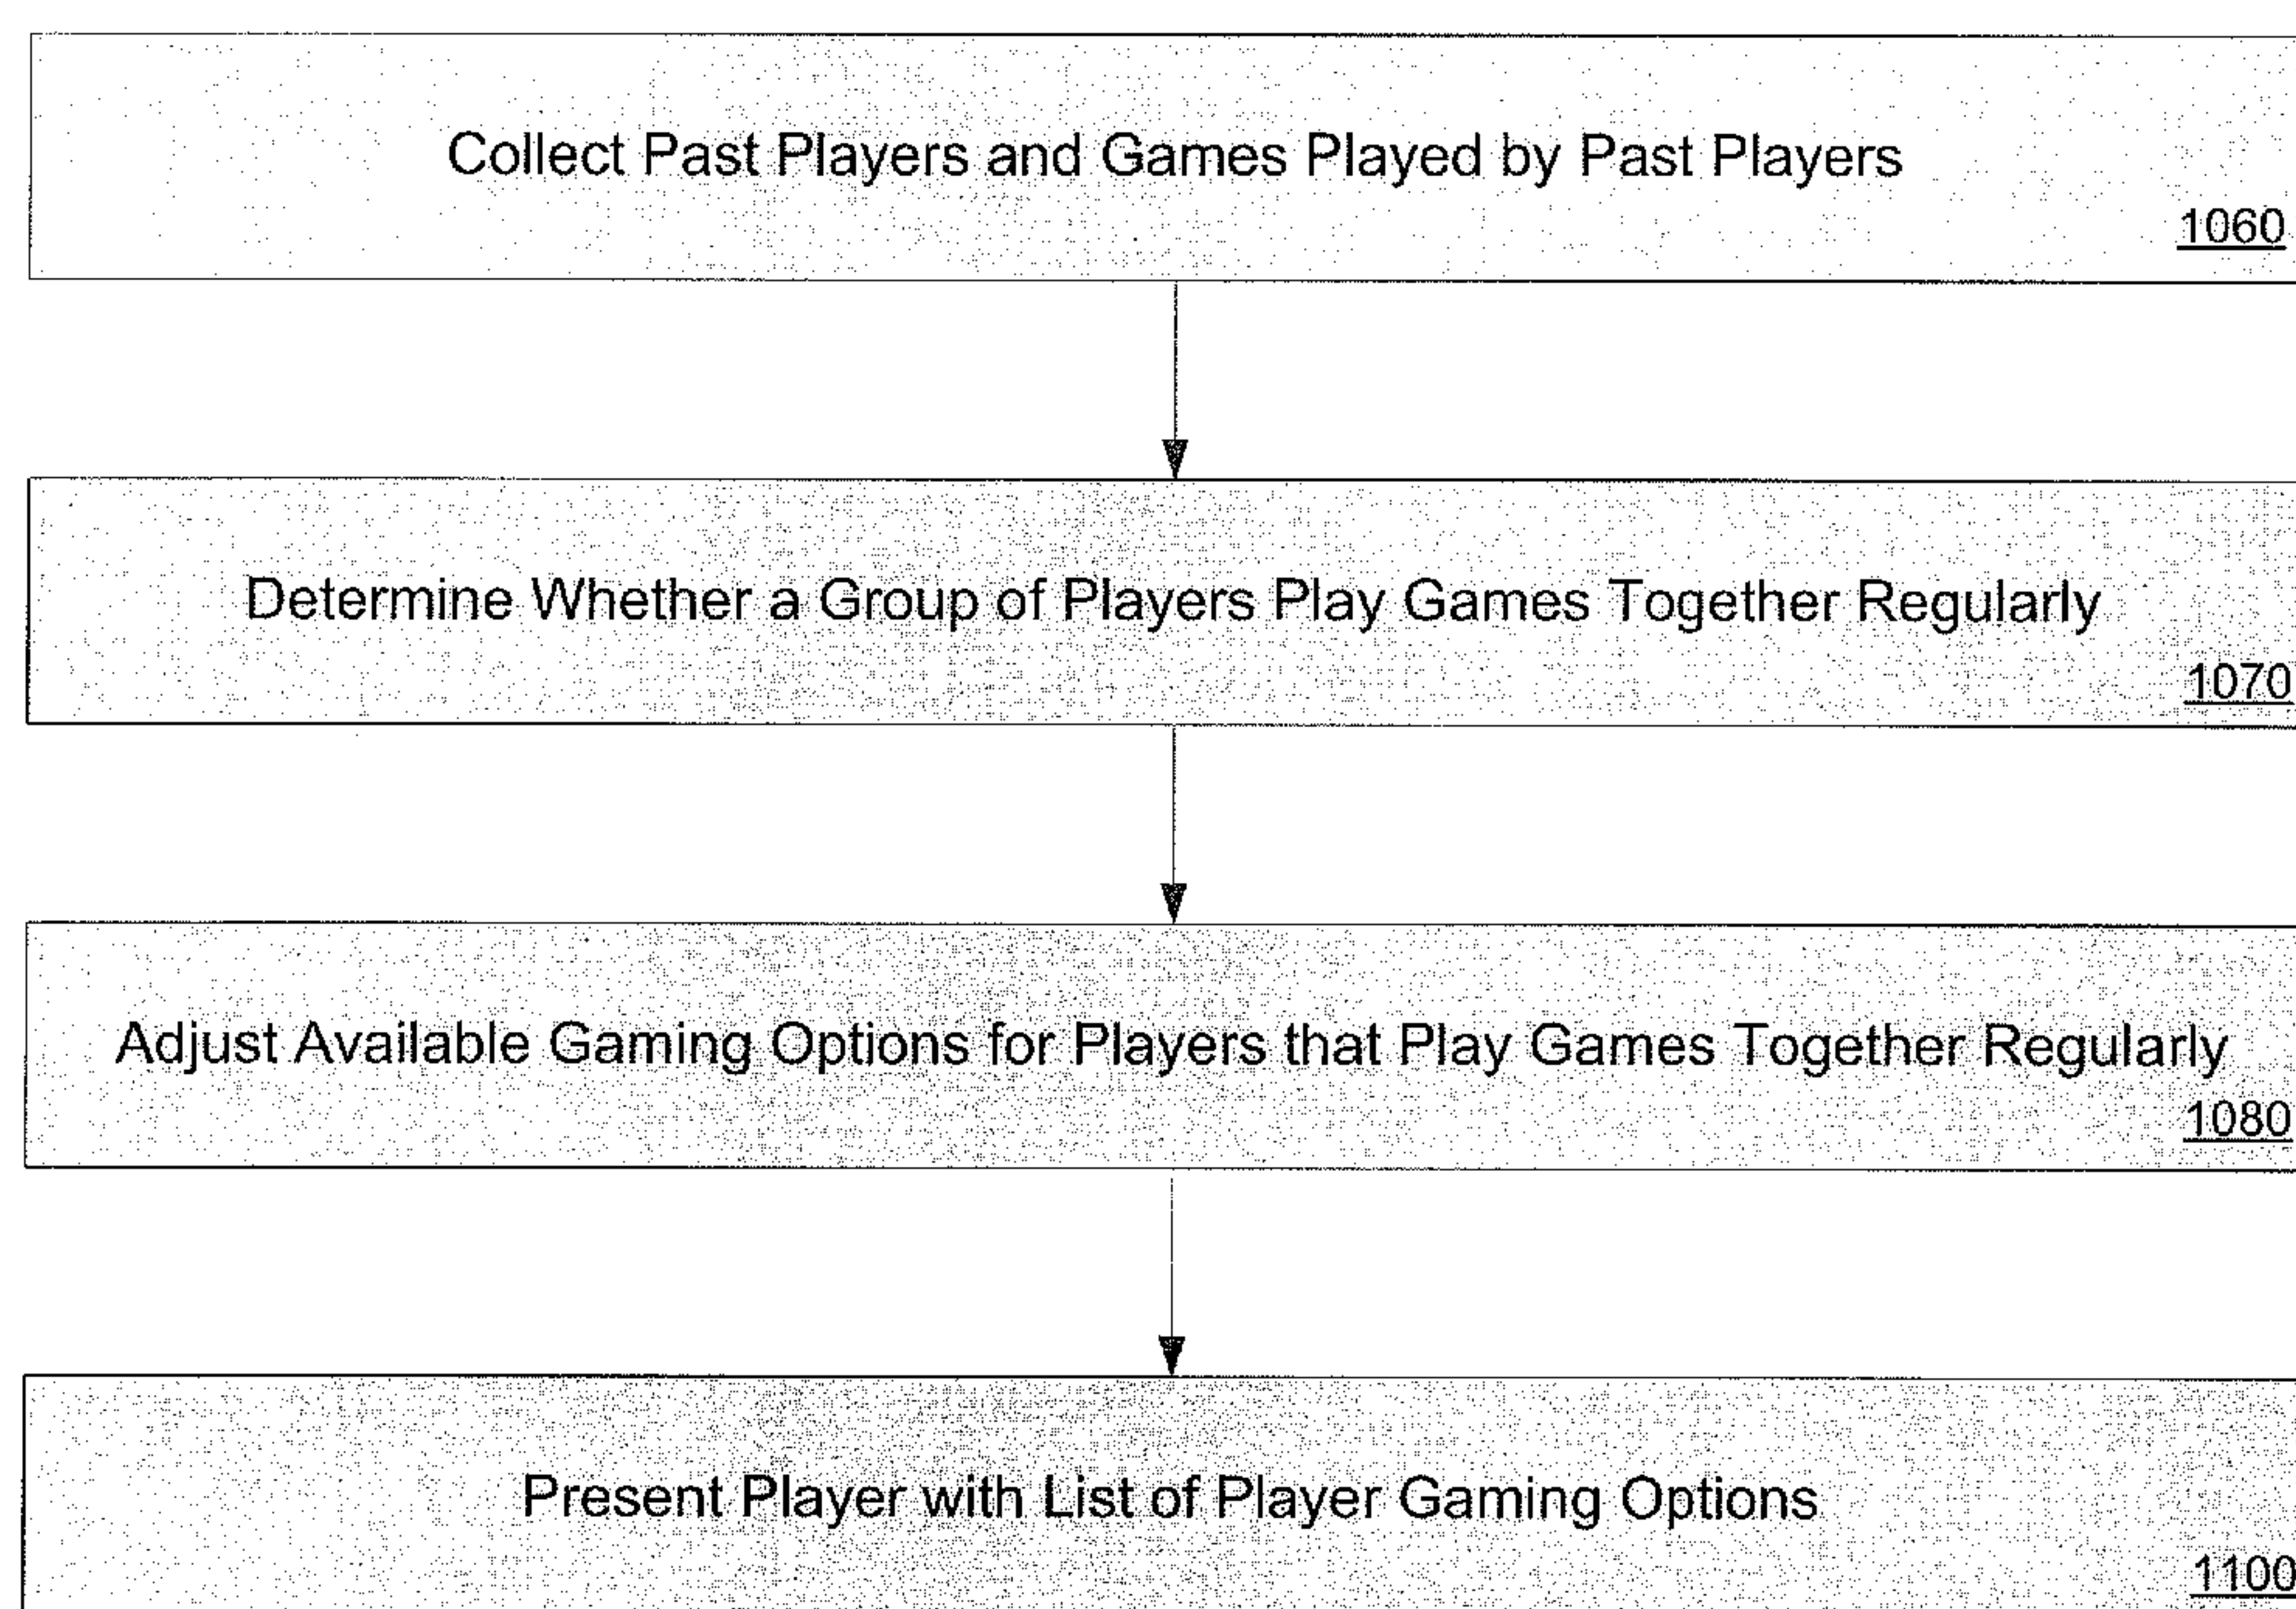 Collect Past Players and Games Played by Past Players
1060
Determine Whether a Group of Players Play Games Together Regularly
1070
Adjust Available Gaming Options for Players that Play Games Together Regularly
1080
Present Player with List of Player Gaming Options
1100